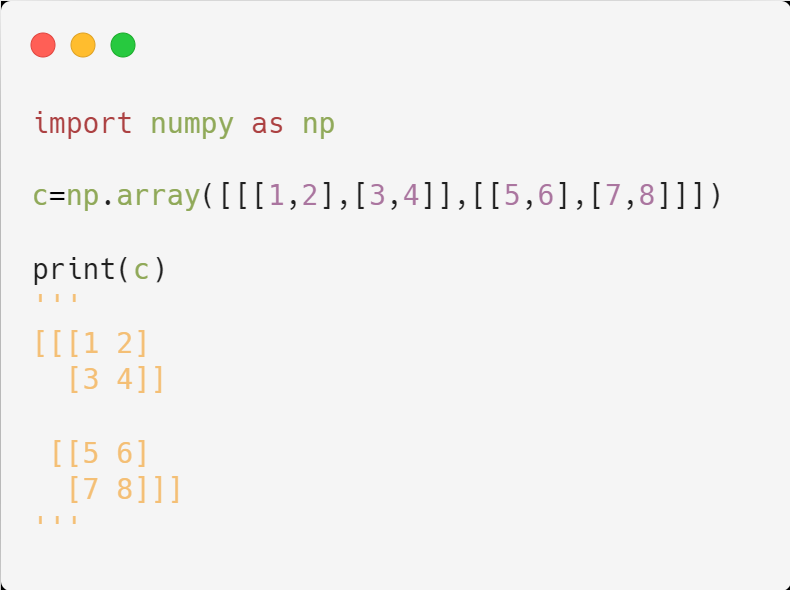 import numpy as np
c=np.array([[[1,2],[3,4]],[[5,6],[7,8]]])
print(c)
'''
[[[1 2]
  [3 4]]
 [[5 6]
  [7 8]]]
'''